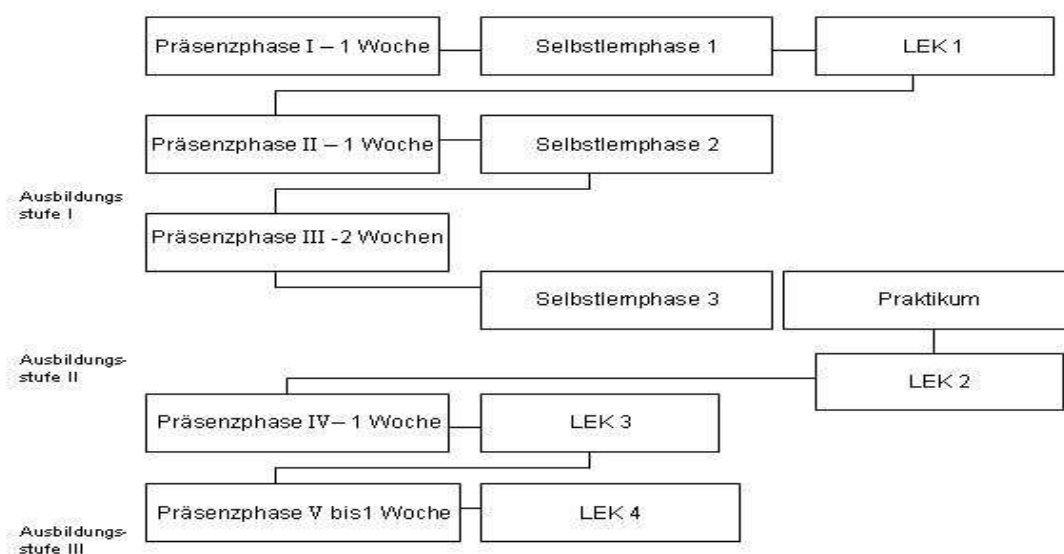 Präsenzphase I – 1 Woche
Selbstlernphase 1
LEK 1
Präsenzphase II – 1 Woche
Selbstlernphase 2
Ausbildungs
stufe I
Präsenzphase III -2 Wochen
Selbstlernphase 3
Praktikum
Ausbildungs-
stufe II
LEK 2
Präsenzphase IV– 1 Woche
LEK 3
Präsenzphase V bis1 Woche
LEK 4
Ausbildungs-
stufe III